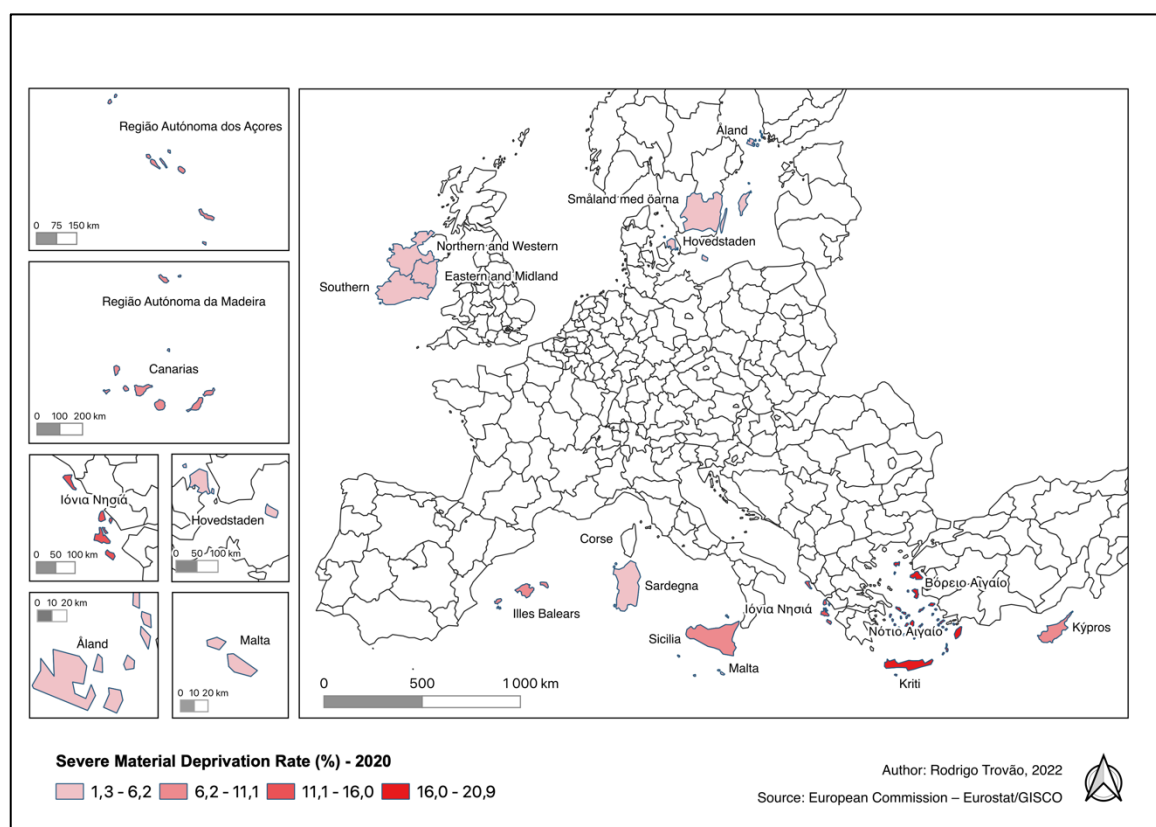 Região Autónoma dos Açores
0 75 150 km
Região Autónoma da Madeira
Canarias
0 100 200 km
Ιόνια Νησιά
0 50 100 km
Hovedstaden
0 50 100 km
0 10 20 km
Åland
Malta
0 10 20 km
Åland
Småland med öarna
Hovedstaden
Northern and Western
Eastern and Midland
Southern
Corse
Sardegna
Illes Balears
Ιόνια Νησιά
Βόρειο Αιγαίο
Νότιο Αιγαίο
Kýpros
Sicilia
Malta
Kriti
0 500 1 000 km
Severe Material Deprivation Rate (%) - 2020
1,3 - 6,2 6,2 - 11,1 11,1 - 16,0 16,0 - 20,9
Author: Rodrigo Trovão, 2022
Source: European Commission – Eurostat/GISCO